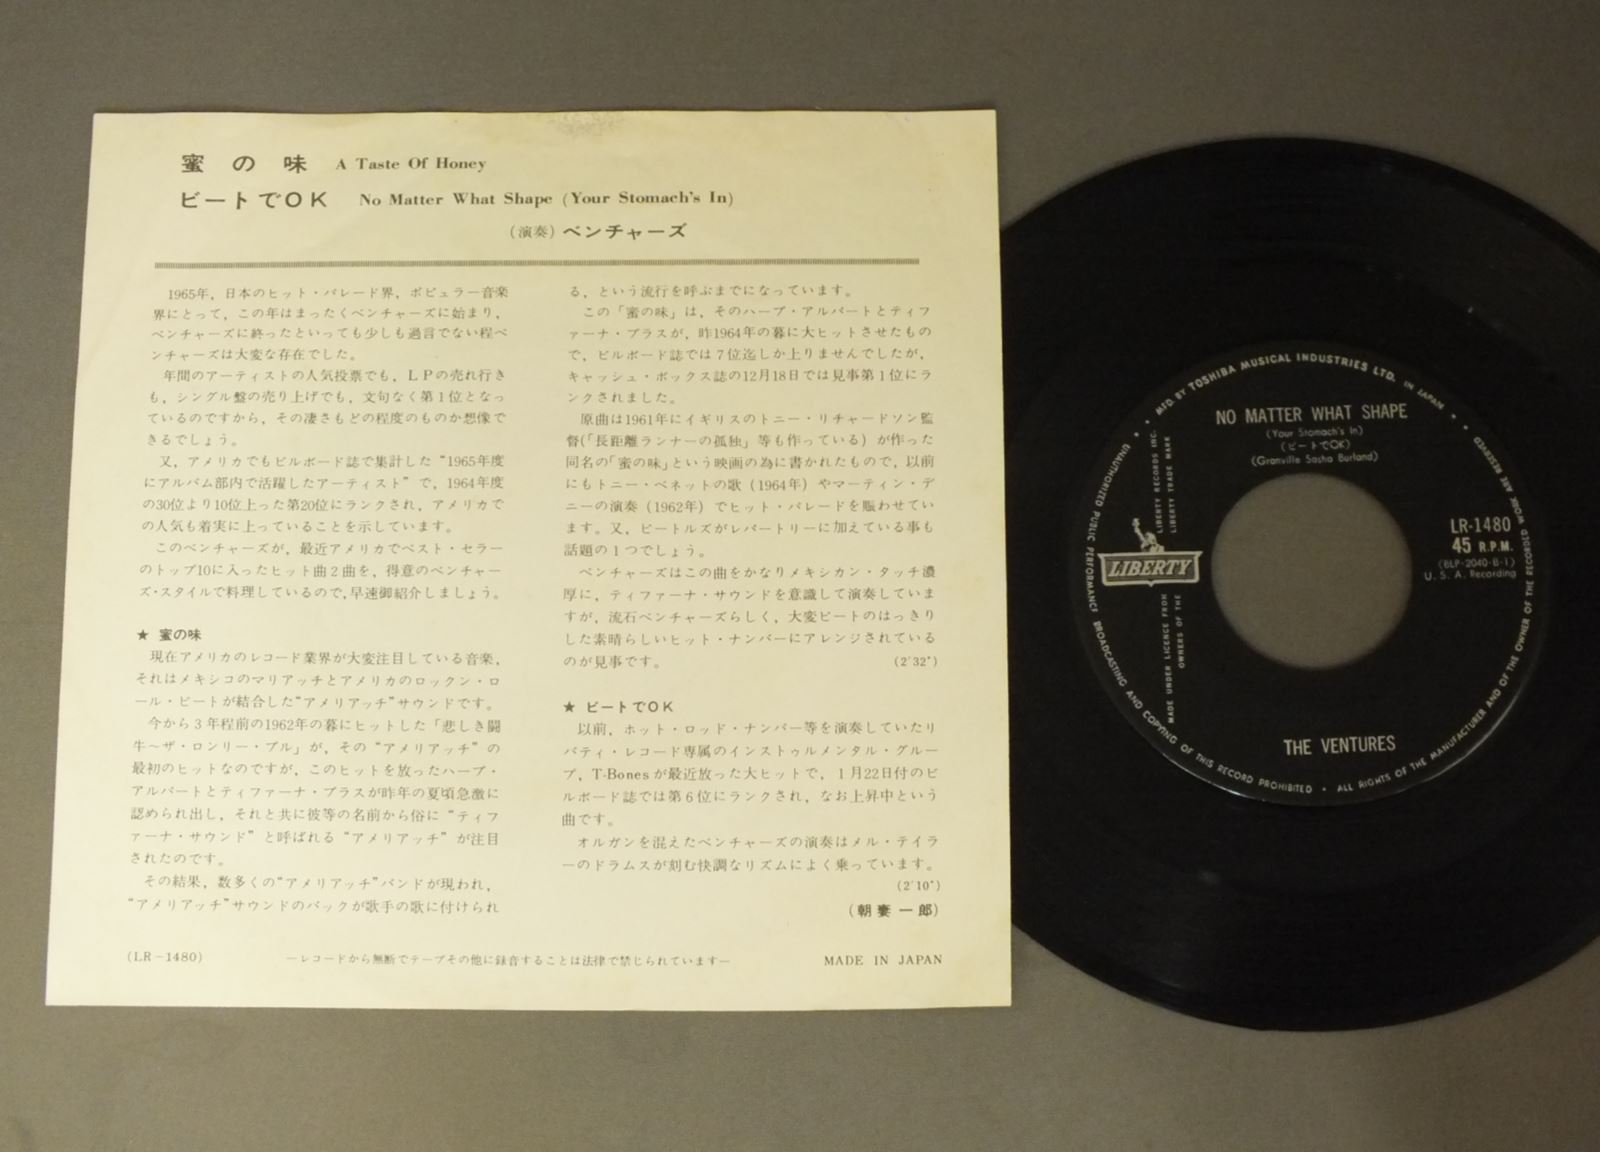 蜜の味 A Taste Of Honey
ビートでOK No Matter What Shape (Your Stomach's In)
(演奏) ベンチャーズ
1965年，日本のヒット・パレード界，ポピュラー音楽
界にとって，この年はまったくベンチャーズに始まり，
ベンチャーズに終ったといっても少しも過言でない程ベ
ンチャーズは大変な存在でした。
年間のアーティストの人気投票でも，ＬＰの売れ行き
も，シングル盤の売り上げでも，文句なく第１位となっ
ているのですから，その凄さもどの程度のものか想像で
きるでしょう。
又，アメリカでもビルボード誌で集計した“1965年度
にアルバム部内で活躍したアーティスト”で，1964年度
の30位より10位上った第20位にランクされ，アメリカで
の人気も着実に上っていることを示しています。
このベンチャーズが，最近アメリカでベスト・セラー
のトップ10に入ったヒット曲２曲を，得意のベンチャー
ズ・スタイルで料理しているので,早速御紹介しましょう。
★ 蜜の味
現在アメリカのレコード業界が大変注目している音楽，
それはメキシコのマリアッチとアメリカのロックン・ロ
ール・ビートが結合した“アメリアッチ”サウンドです。
今から３年程前の1962年の暮にヒットした「悲しき闘
牛～ザ・ロンリー・ブル」が，その“アメリアッチ”の
最初のヒットなのですが，このヒットを放ったハーブ・
アルパートとティファーナ・ブラスが昨年の夏頃急激に
認められ出し，それと共に彼等の名前から俗に“ティフ
ァーナ・サウンド”と呼ばれる“アメリアッチ”が注目
されたのです。
その結果，数多くの“アメリアッチ”バンドが現われ，
“アメリアッチ”サウンドのバックが歌手の歌に付けられ
る，という流行を呼ぶまでになっています。
この「蜜の味」は，そのハーブ・アルパートとティフ
ァーナ・ブラスが，昨1964年の暮に大ヒットさせたもの
で，ビルボード誌では７位迄しか上りませんでしたが，
キャッシュ・ボックス誌の12月18日では見事第１位にラ
ンクされました。
原曲は1961年にイギリスのトニー・リチャードソン監
督(「長距離ランナーの孤独」等も作っている）が作った
同名の「蜜の味」という映画の為に書かれたもので，以前
にもトニー・ベネットの歌（1964年）やマーティン・デ
ニーの演奏（1962年）でヒット・パレードを賑わせてい
ます。又，ビートルズがレパートリーに加えている事も
話題の１つでしょう。
ベンチャーズはこの曲をかなりメキシカン・タッチ濃
厚に，ティファーナ・サウンドを意識して演奏していま
すが，流石ベンチャーズらしく，大変ビートのはっきり
した素晴らしいヒット・ナンバーにアレンジされている
のが見事です。 (2′32″)
★ ビートでＯＫ
以前，ホット・ロッド・ナンバー等を演奏していたリ
バティ・レコード専属のインストゥルメンタル・グルー
プ，T-Bonesが最近放った大ヒットで，１月22日付のビ
ルボード誌では第６位にランクされ，なお上昇中という
曲です。
オルガンを混えたベンチャーズの演奏はメル・テイラ
ーのドラムスが刻む快調なリズムによく乗っています。
(2′10″)
(朝妻一郎)
(LR－1480)
―レコードから無断でテープその他に録音することは法律で禁じられています―
MADE IN JAPAN
• MFD. BY TOSHIBA MUSICAL INDUSTRIES LTD. IN JAPAN •
NO MATTER WHAT SHAPE
(Your Stomach's In)
(ビートでOK)
(Granville Sasha Burland)
LIBERTY RECORDS INC.
LIBERTY TRADE MARK
LR-1480
45 R.P.M.
(BLP-2040-B-1)
U. S. A. Recording
LIBERTY
MADE UNDER LICENCE FROM
OWNERS OF THE
THE VENTURES
UNAUTHORIZED PUBLIC PERFORMANCE BROADCASTING AND COPYING OF THIS RECORD PROHIBITED • ALL RIGHTS OF THE MANUFACTURER AND OF THE OWNER OF THE RECORDED WORK ARE RESERVED